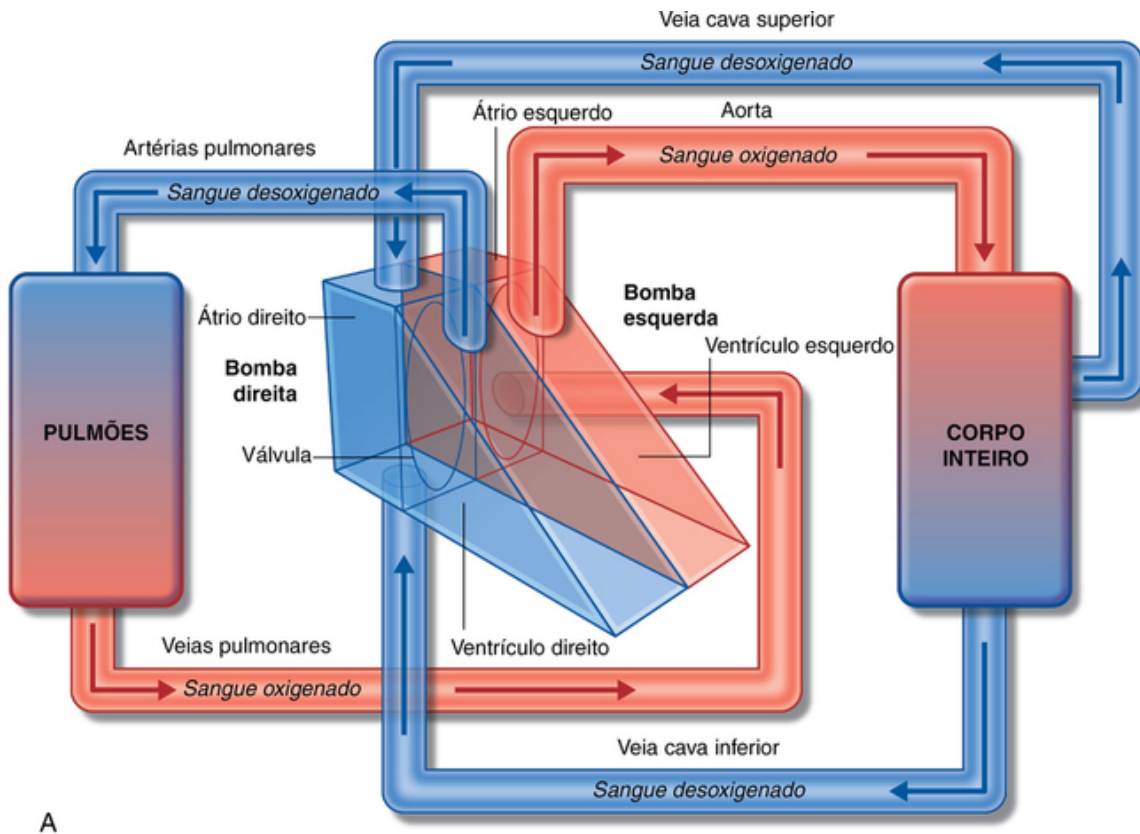 Veia cava superior
Sangue desoxigenado
Átrio esquerdo
Aorta
Artérias pulmonares
Sangue oxigenado
Sangue desoxigenado
Átrio direito
Bomba
direita
Bomba
esquerda
Ventrículo esquerdo
PULMÕES
Válvula
CORPO
INTEIRO
Veias pulmonares
Ventrículo direito
Sangue oxigenado
Veia cava inferior
Sangue desoxigenado
A